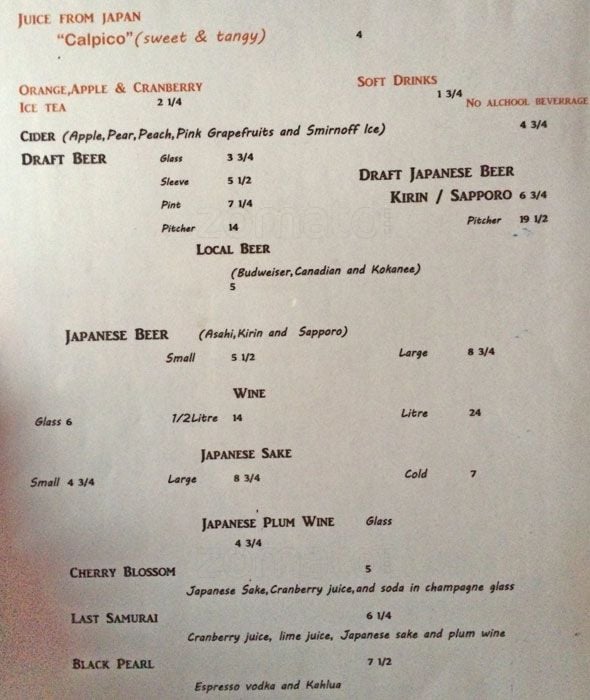 JUICE FROM JAPAN
"Calpico" (sweet & tangy) 4
ORANGE, APPLE & CRANBERRY
ICE TEA 2 1/4
SOFT DRINKS
1 3/4
NO ALCHOOL BEVERRAGE
CIDER (Apple, Pear, Peach, Pink Grapefruits and Smirnoff Ice) 4 3/4
DRAFT BEER Glass 3 3/4
Sleeve 5 1/2
Pint 7 1/4
Pitcher 14
DRAFT JAPANESE BEER
KIRIN / SAPPORO 6 3/4
Pitcher 19 1/2
zomato
LOCAL BEER
(Budweiser, Canadian and Kokanee)
5
JAPANESE BEER (Asahi, Kirin and Sapporo)
Small 5 1/2 Large 8 3/4
WINE
Glass 6 1/2Litre 14 Litre 24
JAPANESE SAKE
Small 4 3/4 Large 8 3/4 Cold 7
JAPANESE PLUM WINE Glass
4 3/4
CHERRY BLOSSOM 5
Japanese Sake, Cranberry juice, and soda in champagne glass
LAST SAMURAI 6 1/4
Cranberry juice, lime juice, Japanese sake and plum wine
BLACK PEARL 7 1/2
Espresso vodka and Kahlua